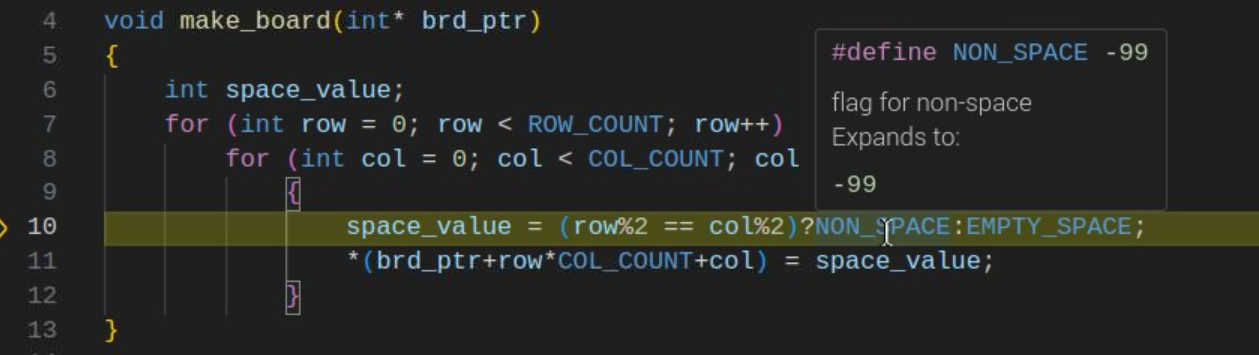 4 void make_board(int* brd_ptr)
5 {
6 int space_value;
7 for (int row = 0; row < ROW_COUNT; row++)
8 for (int col = 0; col < COL_COUNT; col
9 {
10 space_value = (row%2 == col%2)?NON_SPACE:EMPTY_SPACE;
11 *(brd_ptr+row*COL_COUNT+col) = space_value;
12 }
13 }
#define NON_SPACE -99
flag for non-space
Expands to:
-99